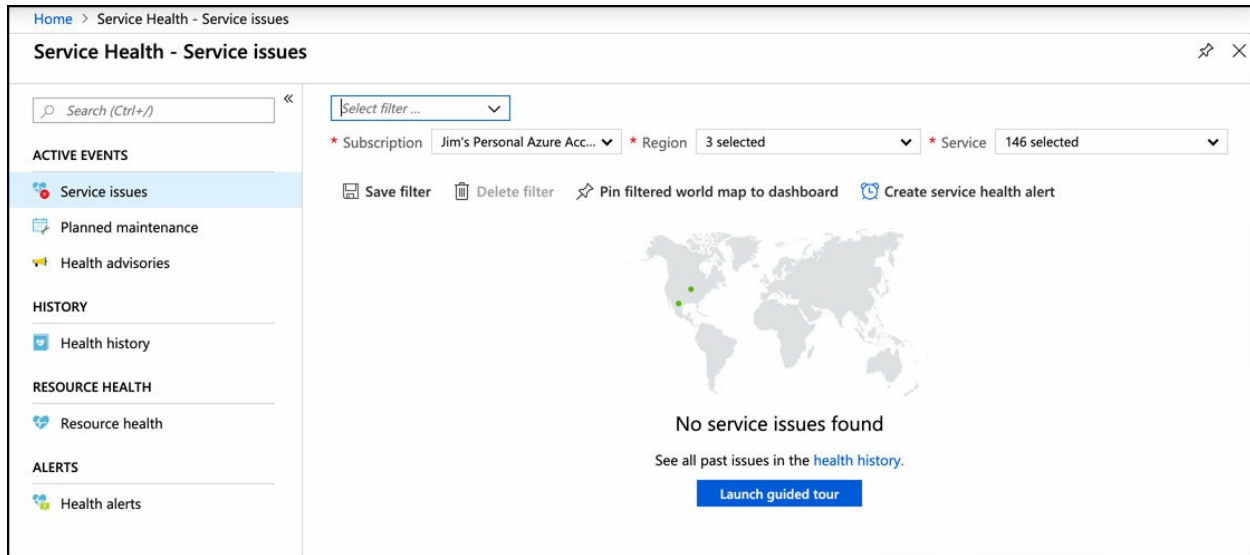 Home > Service Health - Service issues
Service Health - Service issues
Search (Ctrl+/)
«
ACTIVE EVENTS
Service issues
Planned maintenance
Health advisories
HISTORY
Health history
RESOURCE HEALTH
Resource health
ALERTS
Health alerts
Select filter ...
* Subscription Jim's Personal Azure Acc... * Region 3 selected * Service 146 selected
Save filter Delete filter Pin filtered world map to dashboard Create service health alert
No service issues found
See all past issues in the health history.
Launch guided tour